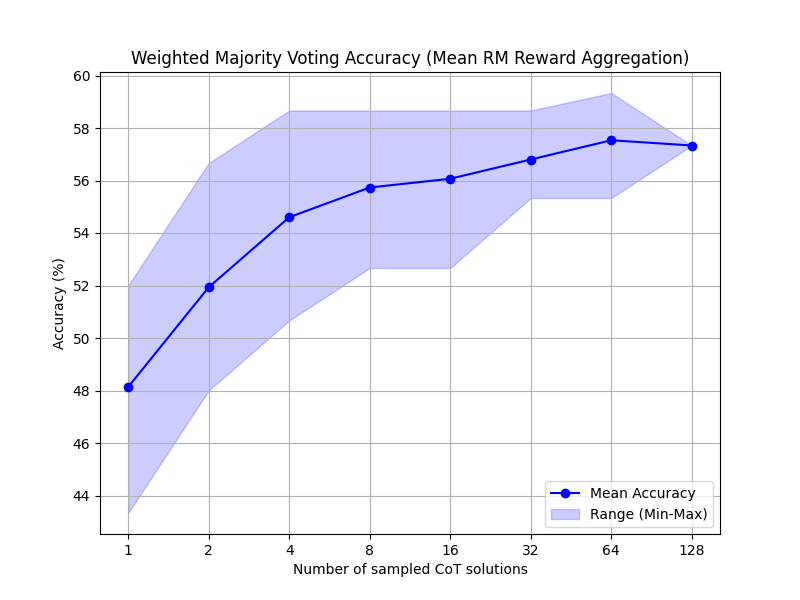 Weighted Majority Voting Accuracy (Mean RM Reward Aggregation)
Accuracy (%)
60
58
56
54
52
50
48
46
44
Mean Accuracy
Range (Min-Max)
1 2 4 8 16 32 64 128
Number of sampled CoT solutions